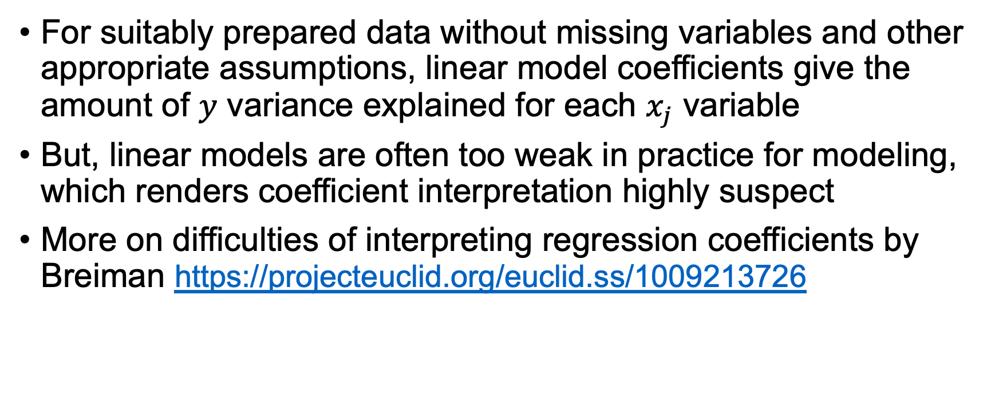 • For suitably prepared data without missing variables and other
appropriate assumptions, linear model coefficients give the
amount of y variance explained for each xⱼ variable
• But, linear models are often too weak in practice for modeling,
which renders coefficient interpretation highly suspect
• More on difficulties of interpreting regression coefficients by
Breiman https://projecteuclid.org/euclid.ss/1009213726